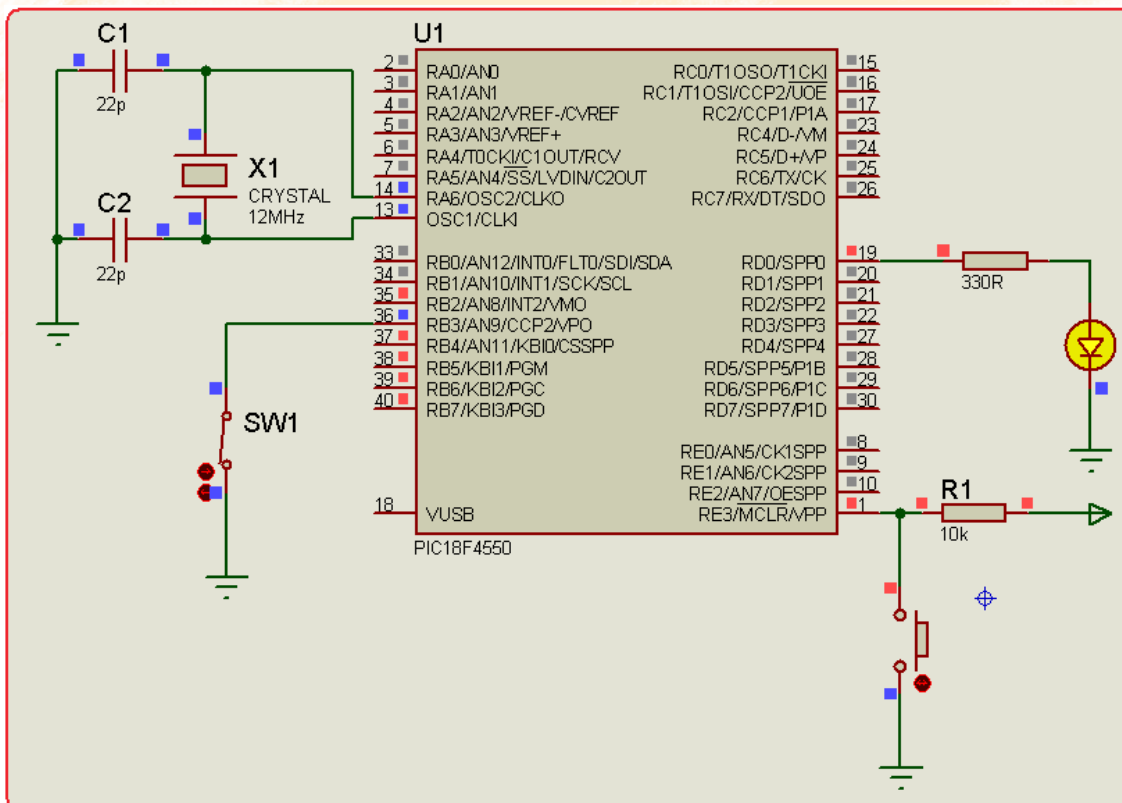 C1
22p
X1
CRYSTAL
12MHz
C2
22p
SW1
U1
2 RA0/AN0
3 RA1/AN1
4 RA2/AN2/VREF-/CVREF
5 RA3/AN3/VREF+
6 RA4/T0CKI/C1OUT/RCV
7 RA5/AN4/SS/LVDIN/C2OUT
14 RA6/OSC2/CLKO
13 OSC1/CLKI
33 RB0/AN12/INT0/FLT0/SDI/SDA
34 RB1/AN10/INT1/SCK/SCL
35 RB2/AN8/INT2/VMO
36 RB3/AN9/CCP2/VPO
37 RB4/AN11/KBI0/CSSPP
38 RB5/KBI1/PGM
39 RB6/KBI2/PGC
40 RB7/KBI3/PGD
18 VUSB
RC0/T1OSO/T1CKI 15
RC1/T1OSI/CCP2/UOE 16
RC2/CCP1/P1A 17
RC4/D-/VM 23
RC5/D+/VP 24
RC6/TX/CK 25
RC7/RX/DT/SDO 26
RD0/SPP0 19
RD1/SPP1 20
RD2/SPP2 21
RD3/SPP3 22
RD4/SPP4 27
RD5/SPP5/P1B 28
RD6/SPP6/P1C 29
RD7/SPP7/P1D 30
RE0/AN5/CK1SPP 8
RE1/AN6/CK2SPP 9
RE2/AN7/OESPP 10
RE3/MCLR/VPP 1
PIC18F4550
330R
R1
10k